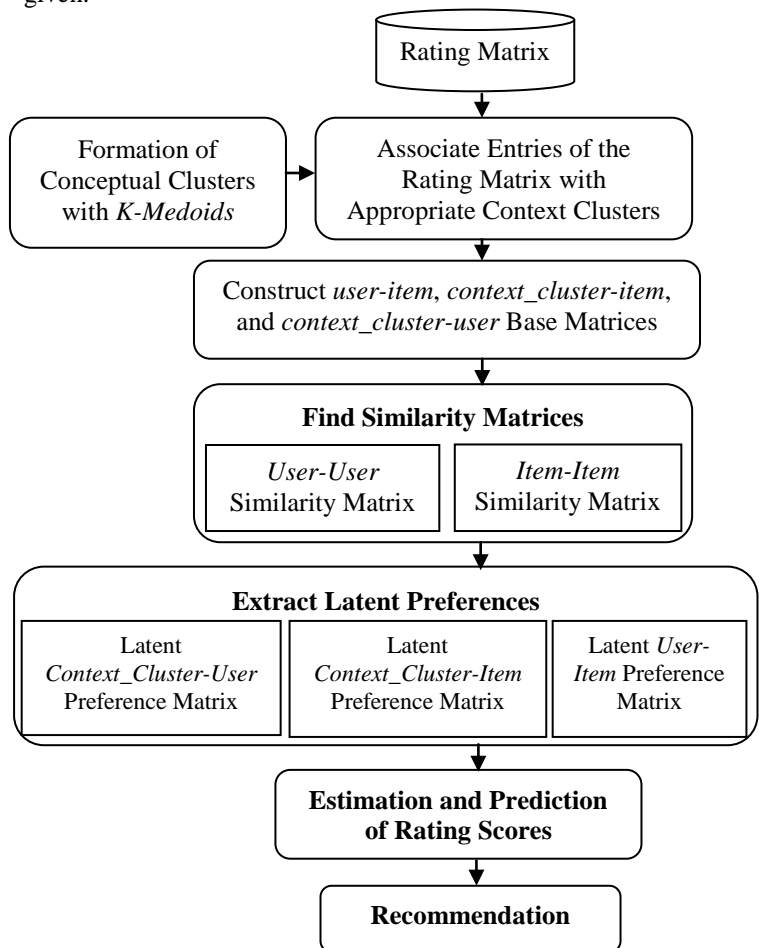 given.
Rating Matrix
Formation of
Conceptual Clusters
with K-Medoids
Associate Entries of the
Rating Matrix with
Appropriate Context Clusters
Construct user-item, context_cluster-item,
and context_cluster-user Base Matrices
Find Similarity Matrices
User-User
Similarity Matrix
Item-Item
Similarity Matrix
Extract Latent Preferences
Latent
Context_Cluster-User
Preference Matrix
Latent
Context_Cluster-Item
Preference Matrix
Latent User-
Item Preference
Matrix
Estimation and Prediction
of Rating Scores
Recommendation